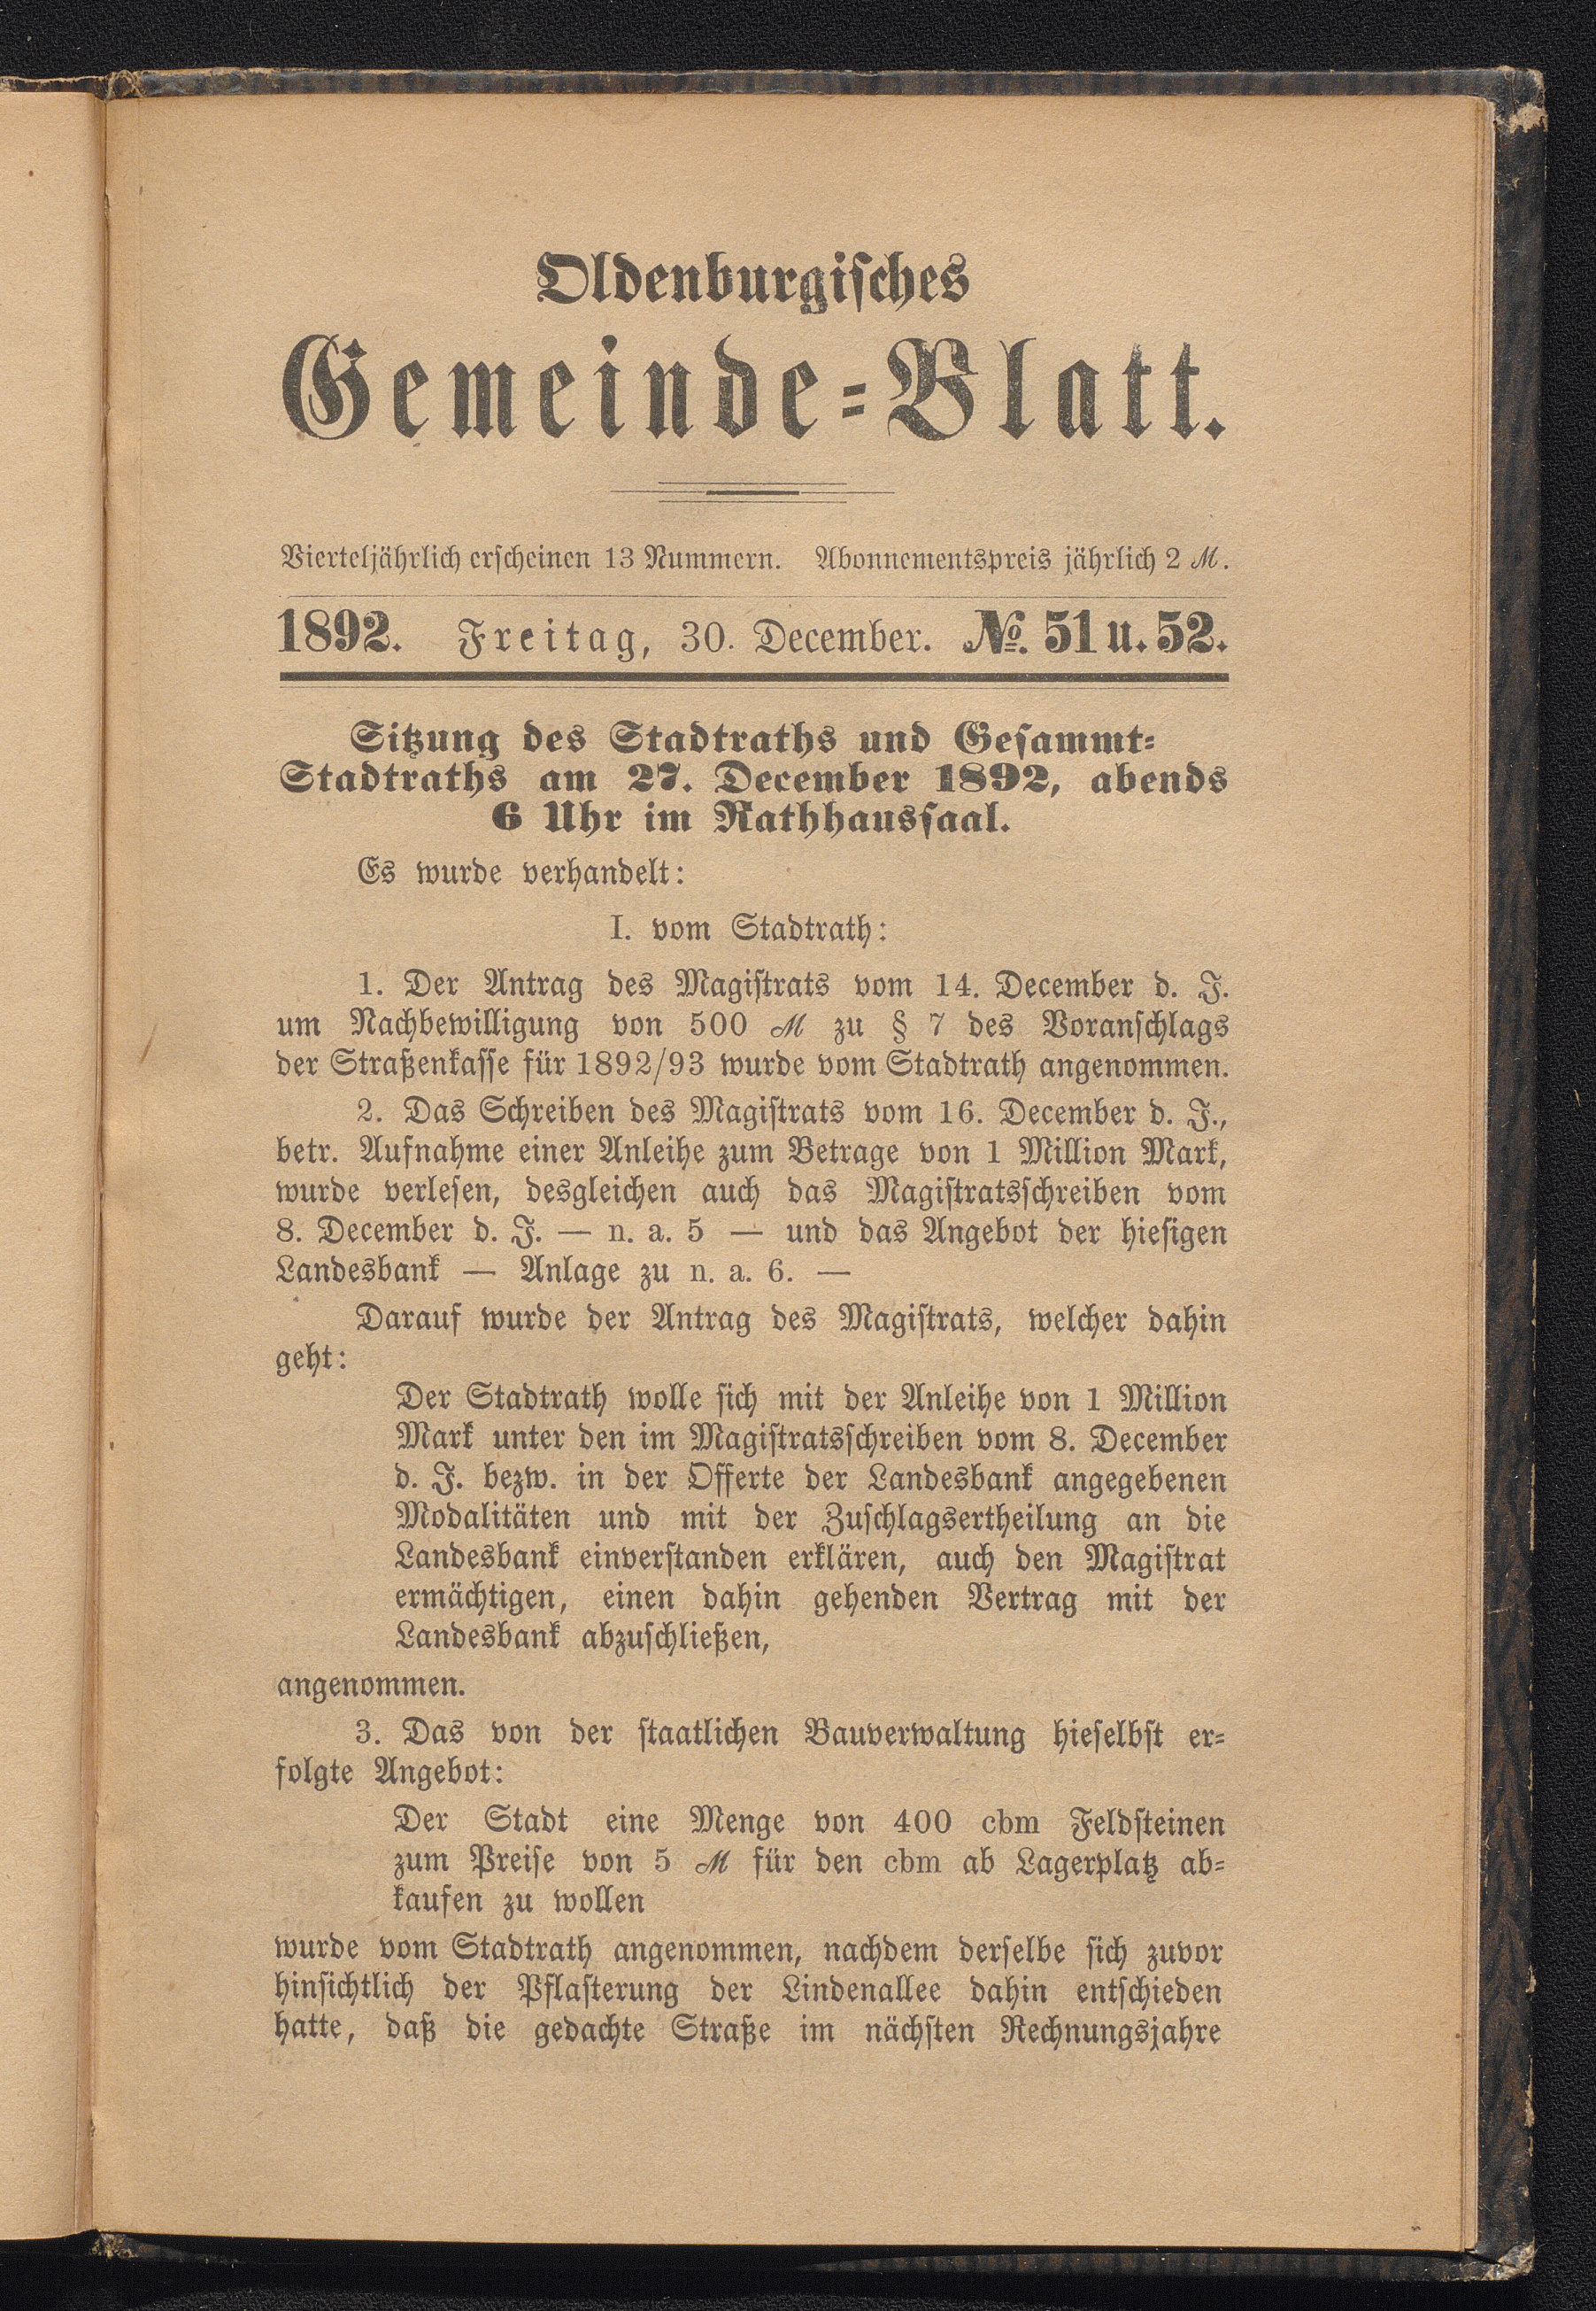 Oldenburgisches
Gemeinde=Blatt.
Vierteljährlich erscheinen 13 Nummern. Abonnementspreis jährlich 2 ℳ.
1892. Freitag, 30. December. №. 51 u. 52.
Sitzung des Stadtraths und Gesammt=
Stadtraths am 27. December 1892, abends
6 Uhr im Rathhaussaal.
Es wurde verhandelt:
I. vom Stadtrath:
1. Der Antrag des Magistrats vom 14. December d. J.
um Nachbewilligung von 500 ℳ zu § 7 des Voranschlags
der Straßenkasse für 1892/93 wurde vom Stadtrath angenommen.
2. Das Schreiben des Magistrats vom 16. December d. J.,
betr. Aufnahme einer Anleihe zum Betrage von 1 Million Mark,
wurde verlesen, desgleichen auch das Magistratsschreiben vom
8. December d. J. — n. a. 5 — und das Angebot der hiesigen
Landesbank — Anlage zu n. a. 6. —
Darauf wurde der Antrag des Magistrats, welcher dahin
geht:
Der Stadtrath wolle sich mit der Anleihe von 1 Million
Mark unter den im Magistratsschreiben vom 8. December
d. J. bezw. in der Offerte der Landesbank angegebenen
Modalitäten und mit der Zuschlagsertheilung an die
Landesbank einverstanden erklären, auch den Magistrat
ermächtigen, einen dahin gehenden Vertrag mit der
Landesbank abzuschließen,
angenommen.
3. Das von der staatlichen Bauverwaltung hieselbst er=
folgte Angebot:
Der Stadt eine Menge von 400 cbm Feldsteinen
zum Preise von 5 ℳ für den cbm ab Lagerplatz ab=
kaufen zu wollen
wurde vom Stadtrath angenommen, nachdem derselbe sich zuvor
hinsichtlich der Pflasterung der Lindenallee dahin entschieden
hatte, daß die gedachte Straße im nächsten Rechnungsjahre